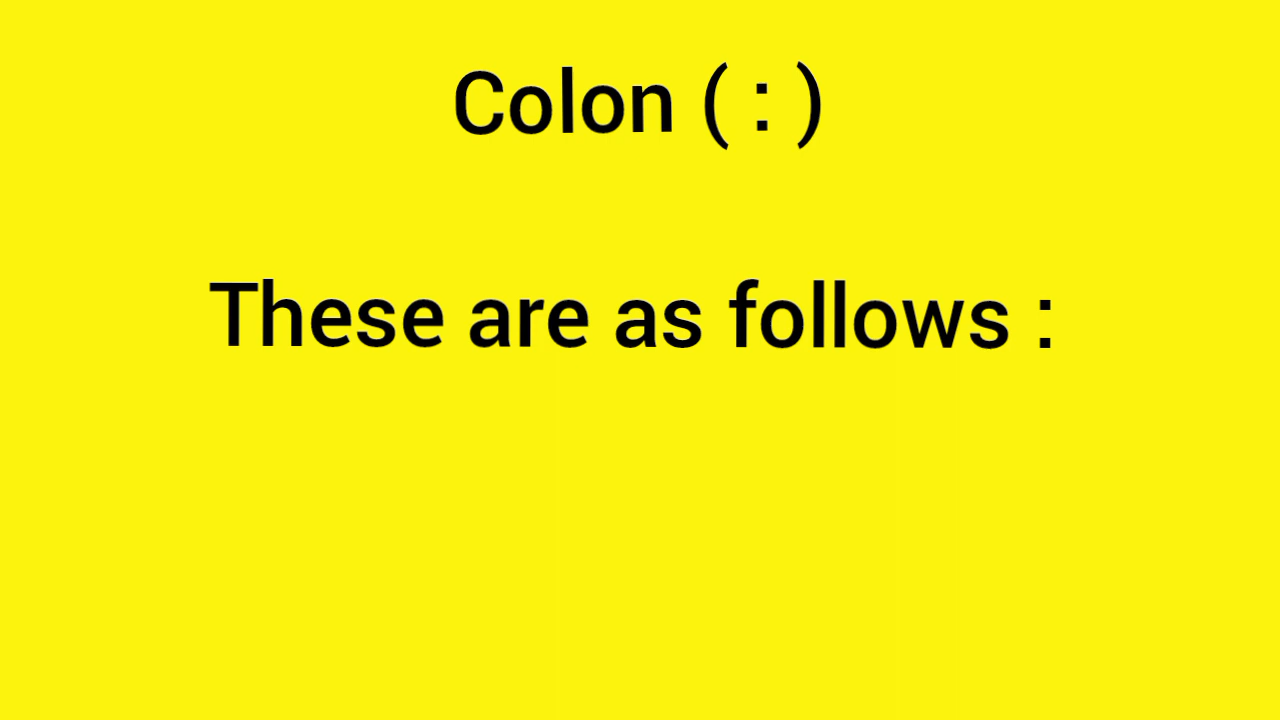 Colon ( : )
These are as follows :